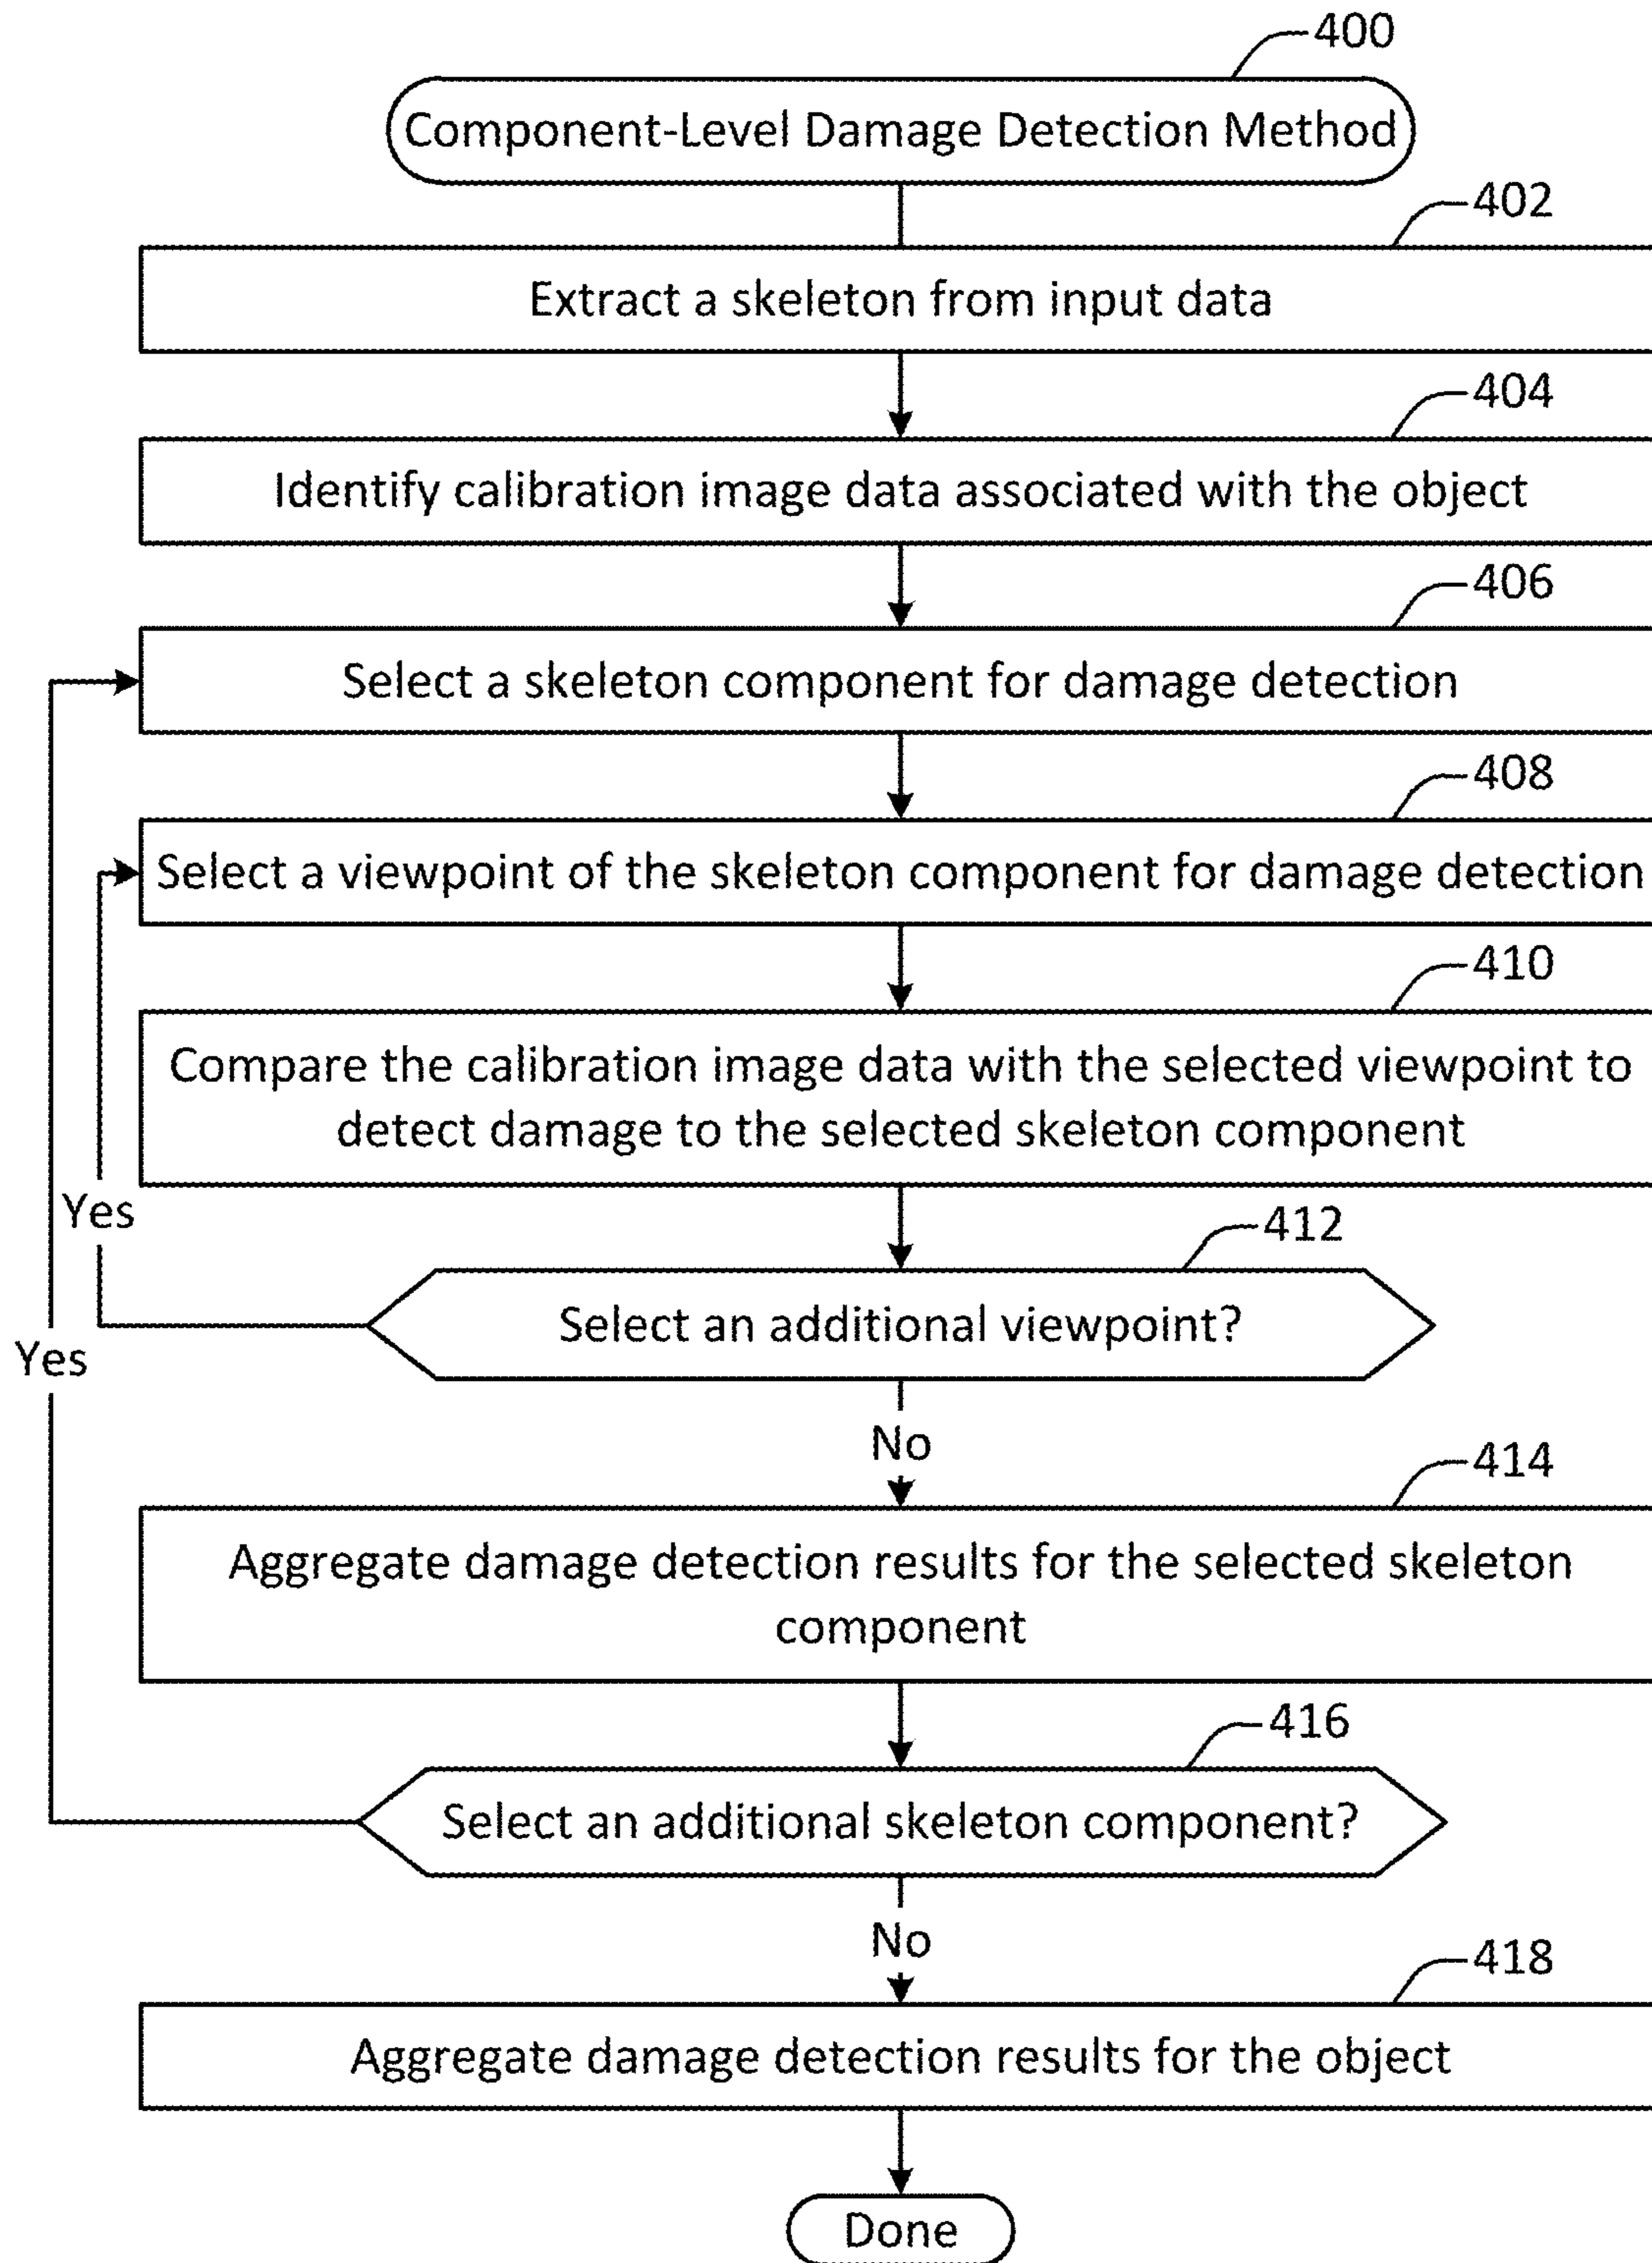 400
Component-Level Damage Detection Method
402
Extract a skeleton from input data
404
Identify calibration image data associated with the object
406
Select a skeleton component for damage detection
408
Select a viewpoint of the skeleton component for damage detection
410
Compare the calibration image data with the selected viewpoint to
detect damage to the selected skeleton component
Yes
412
Select an additional viewpoint?
Yes
No
414
Aggregate damage detection results for the selected skeleton
component
416
Select an additional skeleton component?
No
418
Aggregate damage detection results for the object
Done